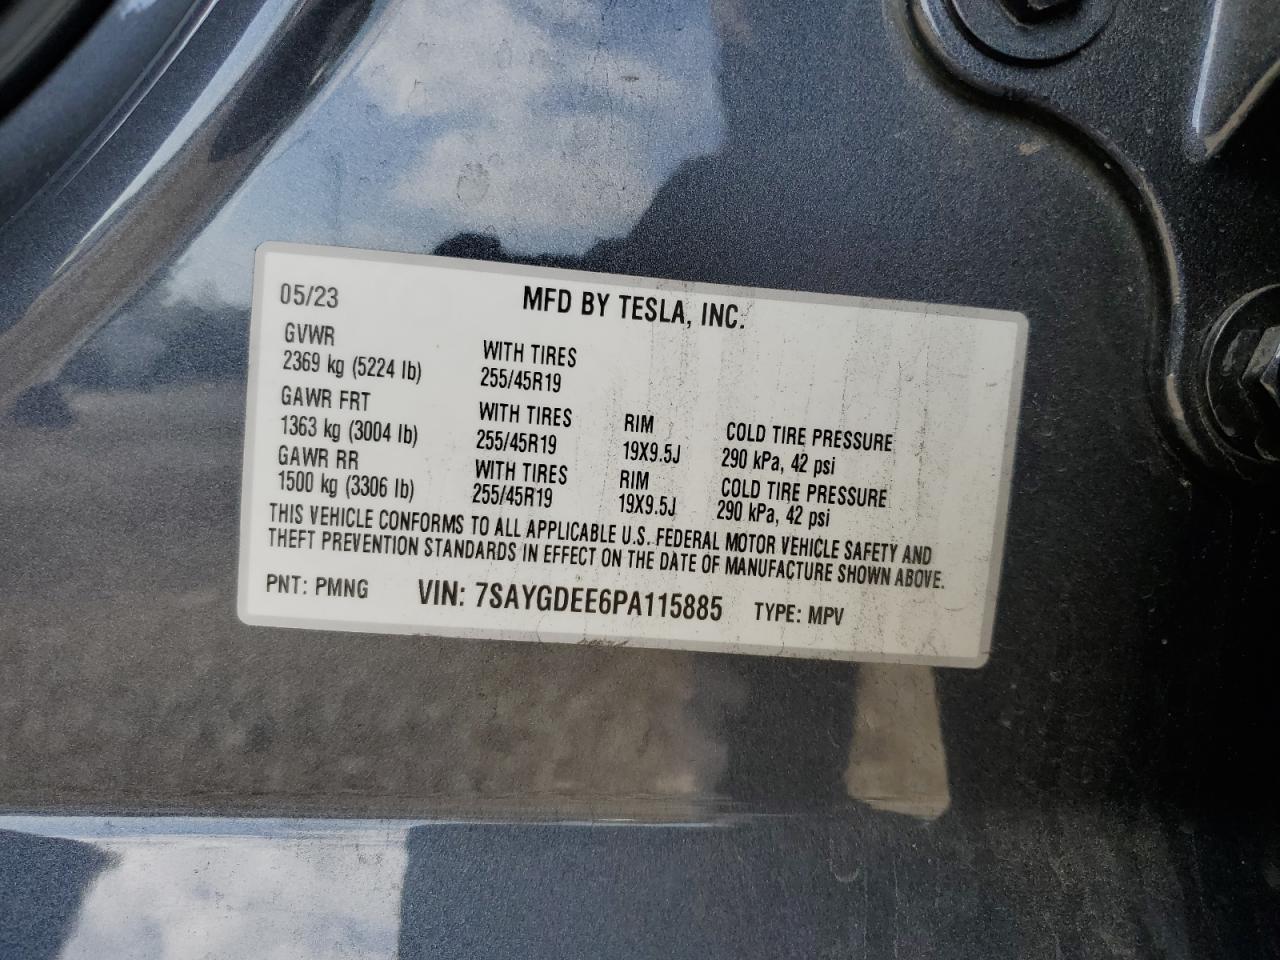 05/23 MFD BY TESLA, INC.
GVWR
2369 kg (5224 lb) WITH TIRES 255/45R19
GAWR FRT
1363 kg (3004 lb) WITH TIRES 255/45R19 RIM 19X9.5J COLD TIRE PRESSURE 290 kPa, 42 psi
GAWR RR
1500 kg (3306 lb) WITH TIRES 255/45R19 RIM 19X9.5J COLD TIRE PRESSURE 290 kPa, 42 psi
THIS VEHICLE CONFORMS TO ALL APPLICABLE U.S. FEDERAL MOTOR VEHICLE SAFETY AND
THEFT PREVENTION STANDARDS IN EFFECT ON THE DATE OF MANUFACTURE SHOWN ABOVE.
PNT: PMNG VIN: 7SAYGDEE6PA115885 TYPE: MPV